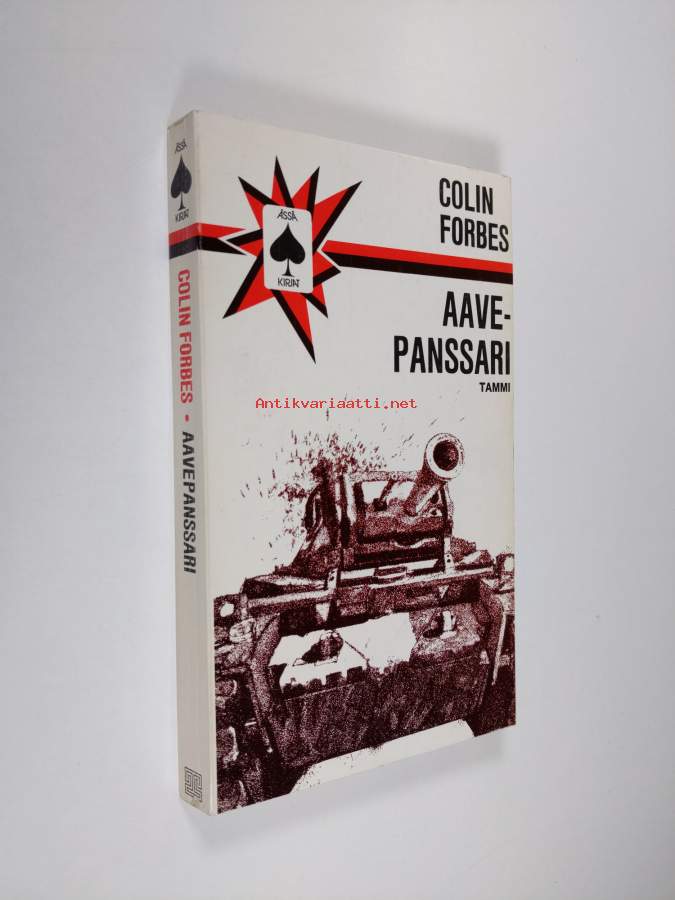 ÄSSÄ
KIRJAT
COLIN FORBES • AAVEPANSSARI
ÄSSÄ
KIRJAT
COLIN
FORBES
AAVE-
PANSSARI
TAMMI
Antikvariaatti.net